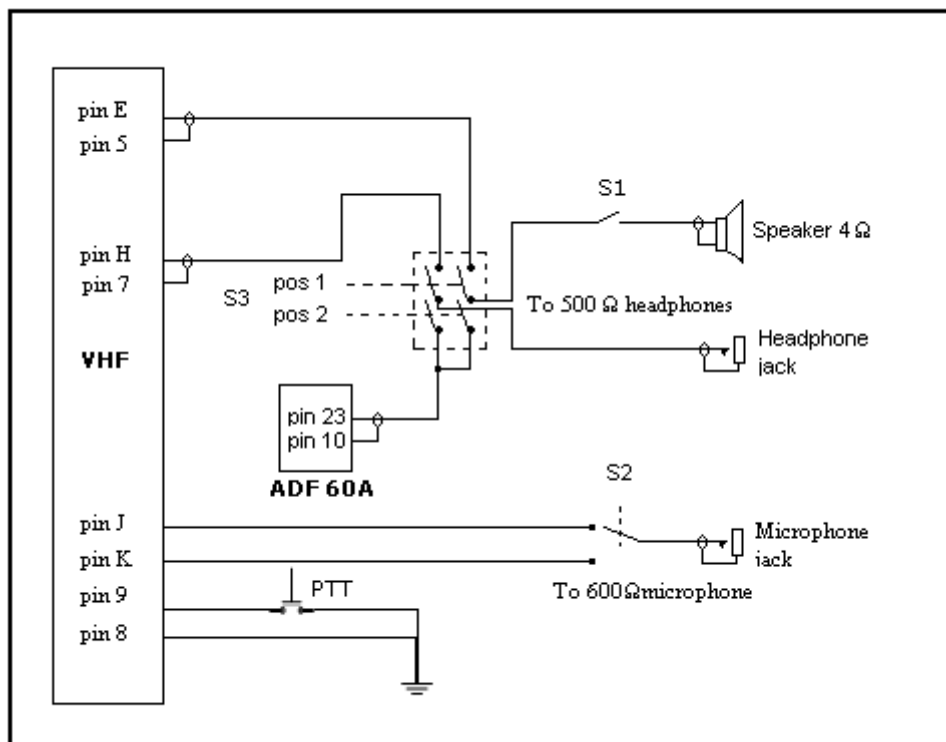 pin E
pin 5
S1
Speaker 4 Ω
pin H
pin 7
S3
pos 1
pos 2
To 500 Ω headphones
VHF
Headphone
jack
pin 23
pin 10
ADF 60A
S2
pin J
Microphone
jack
pin K
PTT
To 600Ωmicrophone
pin 9
pin 8